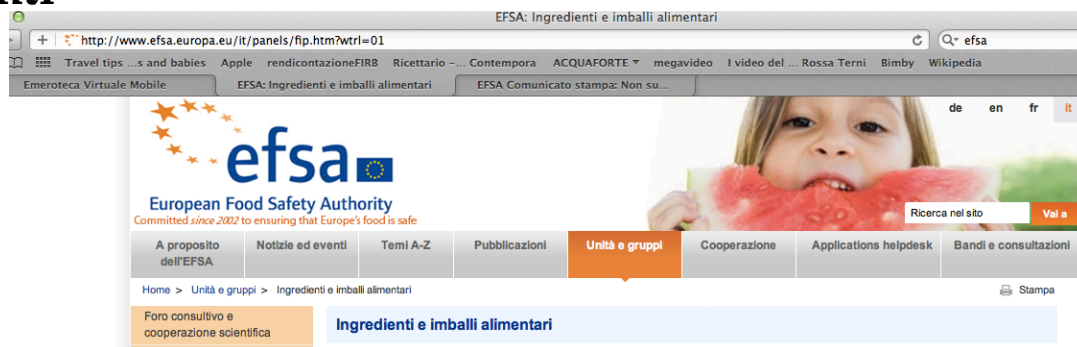 EFSA: Ingredienti e imballi alimentari
http://www.efsa.europa.eu/it/panels/fip.htm?wtrl=01
efsa
Travel tips ...s and babies Apple rendicontazioneFIRB Ricettario –... Contempora ACQUAFORTE megavideo I video del ... Rossa Terni Bimby Wikipedia
Emeroteca Virtuale Mobile EFSA: Ingredienti e imballi alimentari EFSA Comunicato stampa: Non su...
de en fr it
efsa
European Food Safety Authority
Committed since 2002 to ensuring that Europe's food is safe
Ricerca nel sito Vai a
A proposito dell'EFSA Notizie ed eventi Temi A-Z Pubblicazioni Unità e gruppi Cooperazione Applications helpdesk Bandi e consultazioni
Home > Unità e gruppi > Ingredienti e imballi alimentari Stampa
Foro consultivo e
cooperazione scientifica
Ingredienti e imballi alimentari